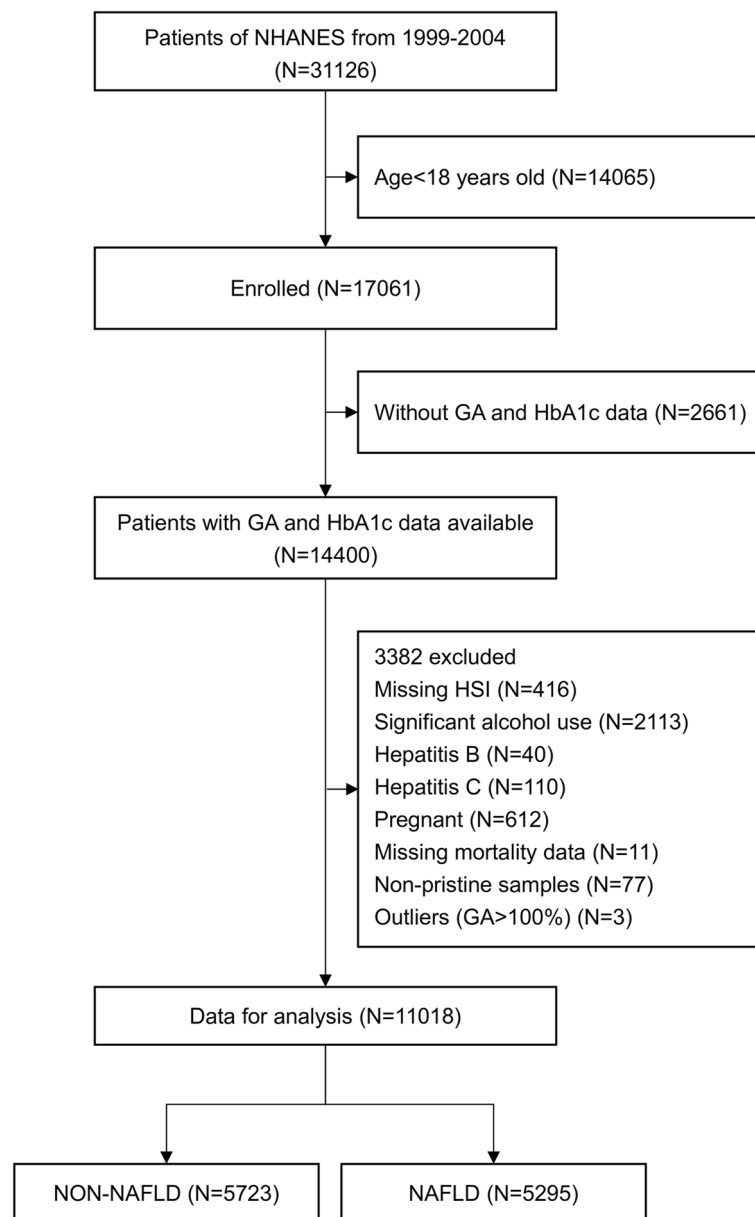 Patients of NHANES from 1999-2004
(N=31126)
Age<18 years old (N=14065)
Enrolled (N=17061)
Without GA and HbA1c data (N=2661)
Patients with GA and HbA1c data available
(N=14400)
3382 excluded
Missing HSI (N=416)
Significant alcohol use (N=2113)
Hepatitis B (N=40)
Hepatitis C (N=110)
Pregnant (N=612)
Missing mortality data (N=11)
Non-pristine samples (N=77)
Outliers (GA>100%) (N=3)
Data for analysis (N=11018)
NON-NAFLD (N=5723)
NAFLD (N=5295)